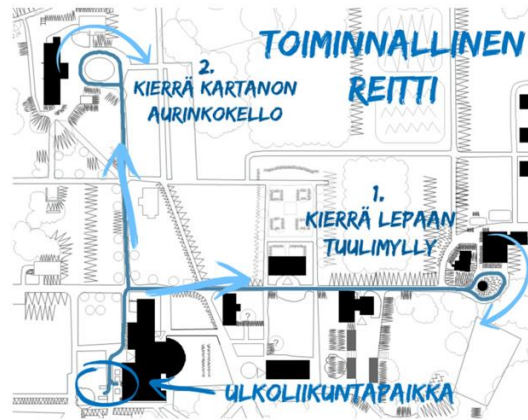 TOIMINNALLINEN
REITTI
2.
KIERRÄ KARTANON
AURINKOKELLO
1.
KIERRÄ LEPAAN
TUULIMYLLY
ULKOLIIKUNTAPAIKKA